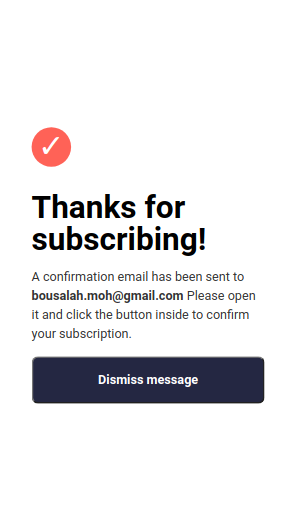 Thanks for
subscribing!
A confirmation email has been sent to
bousalah.moh@gmail.com Please open
it and click the button inside to confirm
your subscription.
Dismiss message